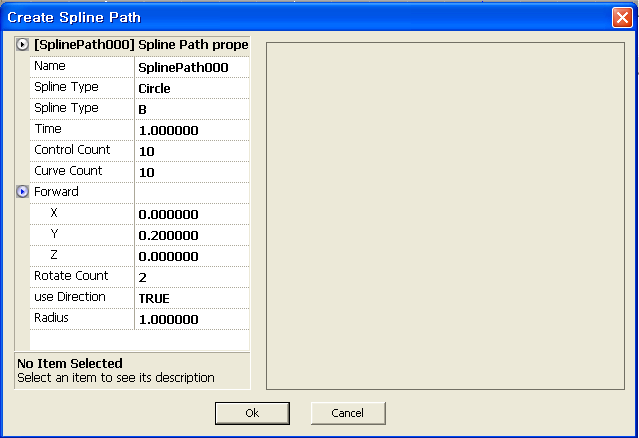 Create Spline Path
[SplinePath000] Spline Path prope
Name SplinePath000
Spline Type Circle
Spline Type B
Time 1.000000
Control Count 10
Curve Count 10
Forward
X 0.000000
Y 0.200000
Z 0.000000
Rotate Count 2
use Direction TRUE
Radius 1.000000
No Item Selected
Select an item to see its description
Ok Cancel